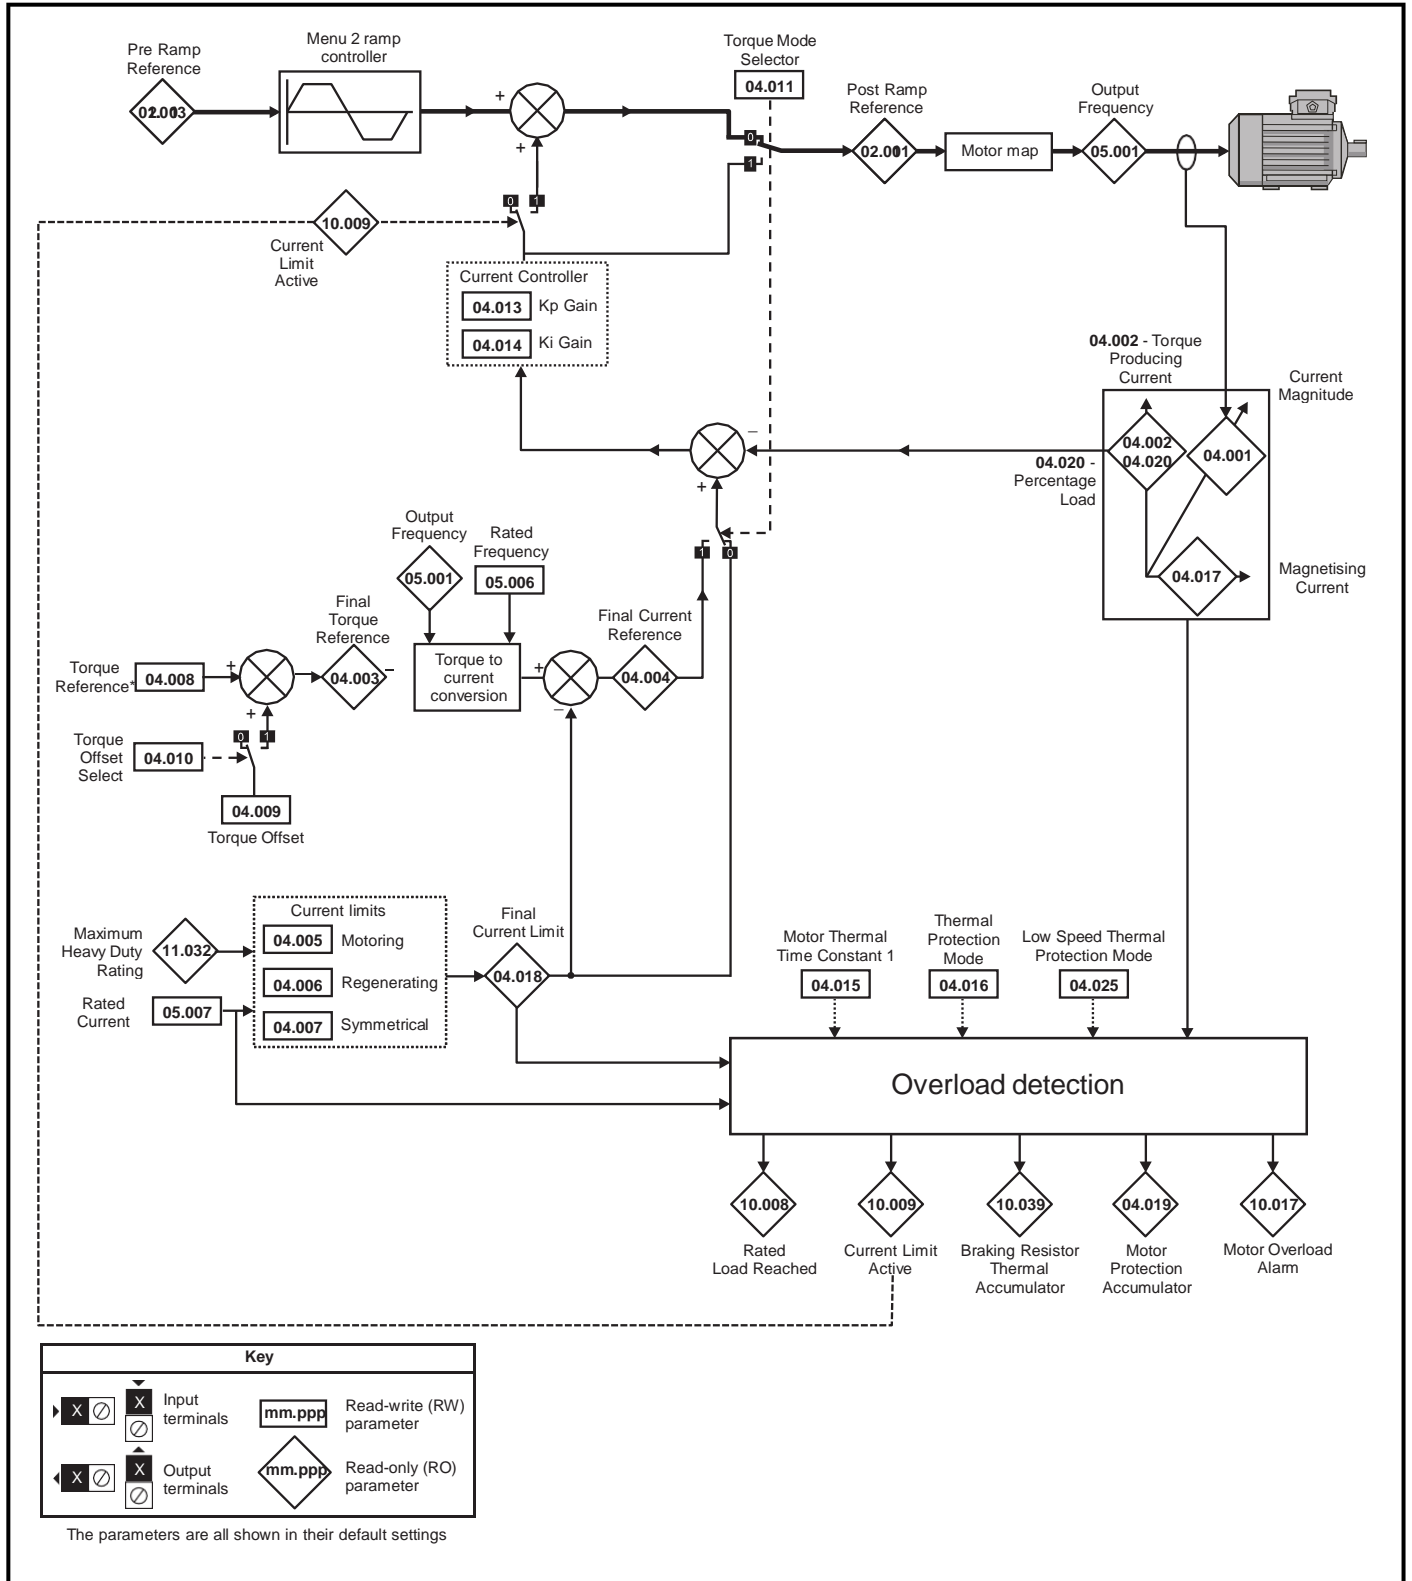 Pre Ramp
Reference
Menu 2 ramp
controller
Torque Mode
Selector
04.011
Post Ramp
Reference
Output
Frequency
+
0
02.001
Motor map
05.001
+
1
0 1
10.009
Current
Limit
Active
Current Controller
04.013 Kp Gain
04.014 Ki Gain
04.002 - Torque
Producing
Current
Current
Magnitude
–
04.002
04.020
04.001
04.020 -
Percentage
Load
+
Output
Frequency
Rated
Frequency
1 0
05.001
05.006
04.017
Magnetising
Current
Final
Torque
Reference
Final Current
Reference
Torque
Reference*
04.008
+
04.003
–
Torque to
current
conversion
+
04.004
+
–
Torque
Offset
Select
04.010
0 1
04.009
Torque Offset
Maximum
Heavy Duty
Rating
11.032
Current limits
04.005 Motoring
04.006 Regenerating
04.007 Symmetrical
Final
Current Limit
04.018
Rated
Current
05.007
Motor Thermal
Time Constant 1
04.015
Thermal
Protection
Mode
04.016
Low Speed Thermal
Protection Mode
04.025
Overload detection
10.008
10.009
10.039
04.019
10.017
Rated
Load Reached
Current Limit
Active
Braking Resistor
Thermal
Accumulator
Motor
Protection
Accumulator
Motor Overload
Alarm
Key
X
X
Input
terminals
mm.ppp
Read-write (RW)
parameter
X
X
Output
terminals
mm.ppp
Read-only (RO)
parameter
The parameters are all shown in their default settings